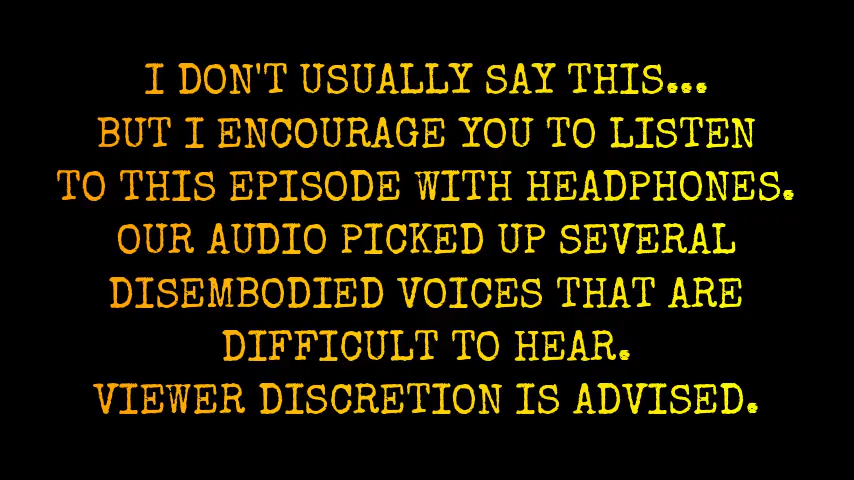 I DON'T USUALLY SAY THIS...
BUT I ENCOURAGE YOU TO LISTEN
TO THIS EPISODE WITH HEADPHONES.
OUR AUDIO PICKED UP SEVERAL
DISEMBODIED VOICES THAT ARE
DIFFICULT TO HEAR.
VIEWER DISCRETION IS ADVISED.